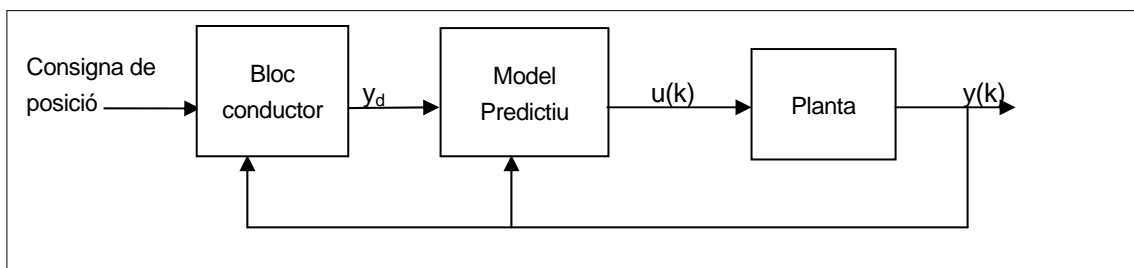 Consigna de
posició
Bloc
conductor
y_d
Model
Predictiu
u(k)
Planta
y(k)